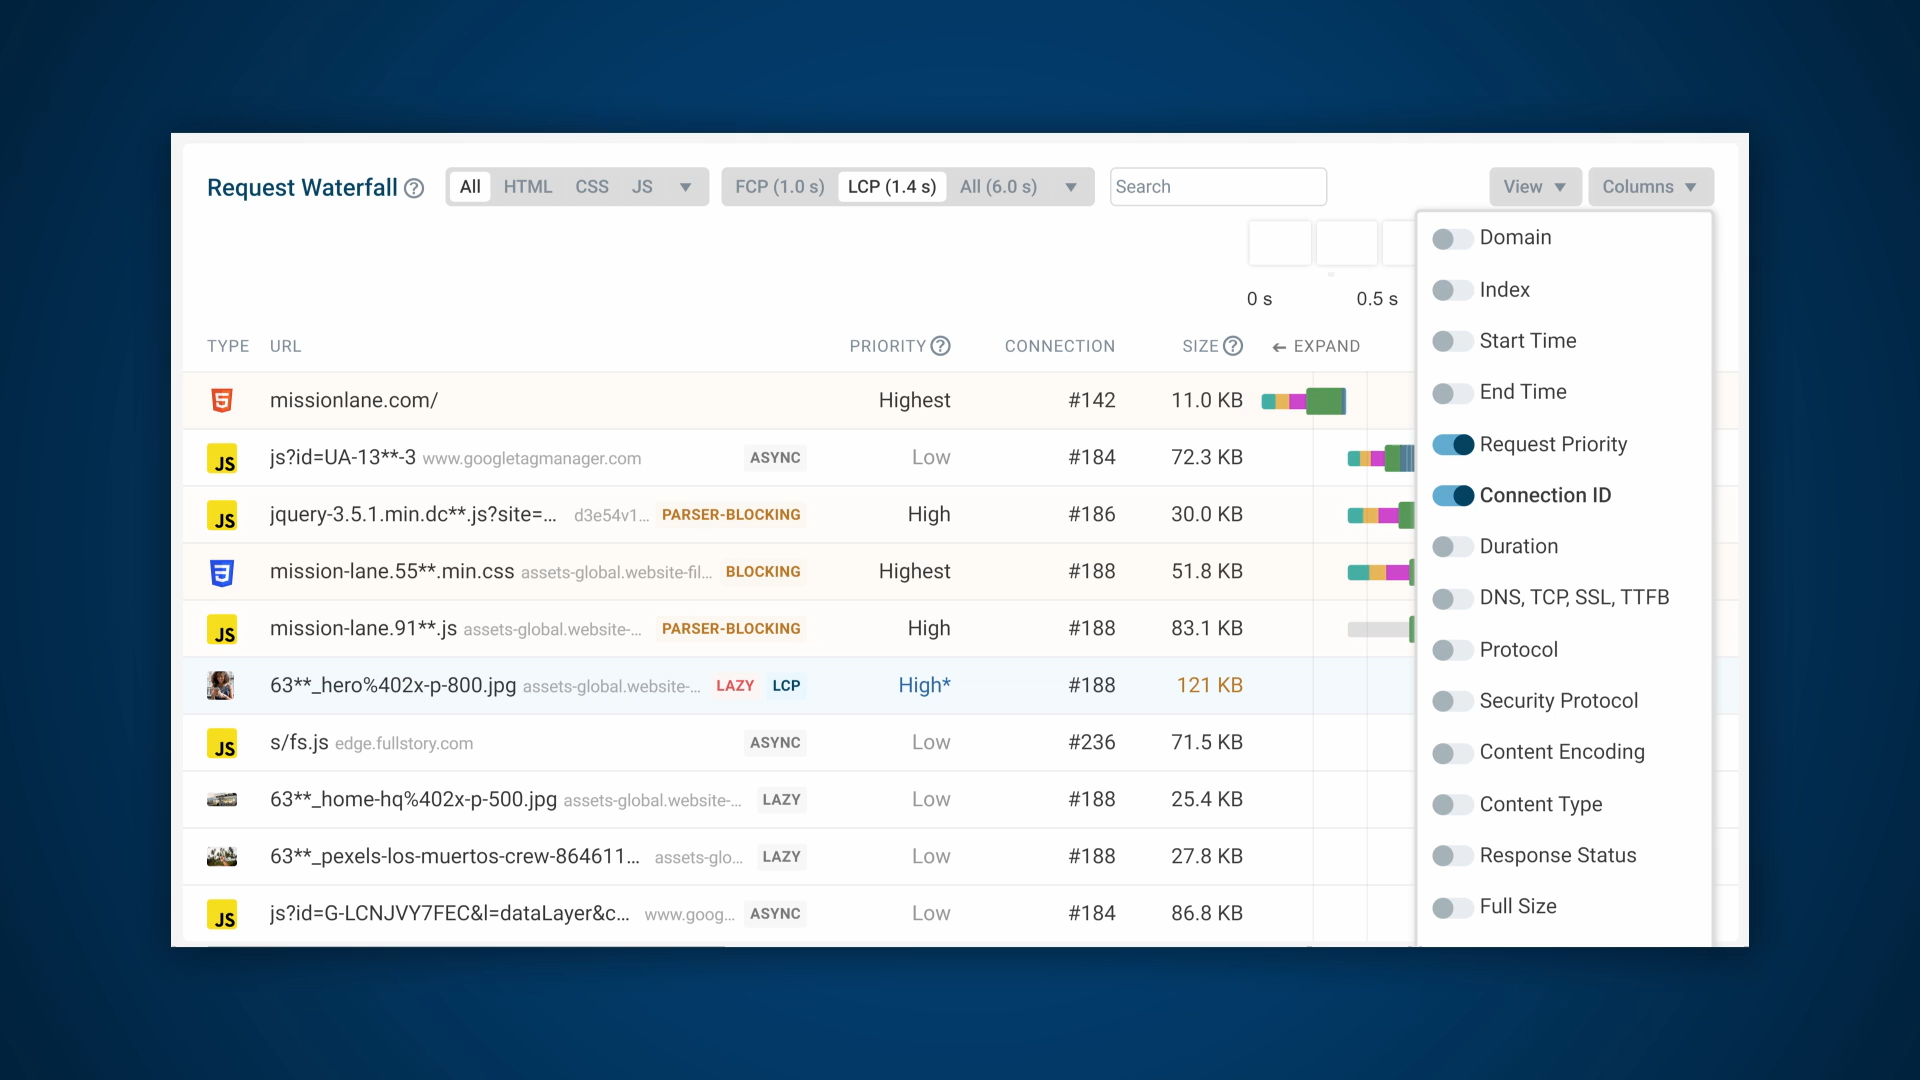 Request Waterfall ?
All HTML CSS JS
FCP (1.0 s) LCP (1.4 s) All (6.0 s)
Search
View Columns
0 s 0.5 s
TYPE URL PRIORITY ? CONNECTION SIZE ? ← EXPAND
5 missionlane.com/ Highest #142 11.0 KB
JS js?id=UA-13**-3 www.googletagmanager.com ASYNC Low #184 72.3 KB
JS jquery-3.5.1.min.dc**.js?site=... d3e54v1... PARSER-BLOCKING High #186 30.0 KB
3 mission-lane.55**.min.css assets-global.website-fil... BLOCKING Highest #188 51.8 KB
JS mission-lane.91**.js assets-global.website-... PARSER-BLOCKING High #188 83.1 KB
63**_hero%402x-p-800.jpg assets-global.website-... LAZY LCP High* #188 121 KB
JS s/fs.js edge.fullstory.com ASYNC Low #236 71.5 KB
63**_home-hq%402x-p-500.jpg assets-global.website-... LAZY Low #188 25.4 KB
63**_pexels-los-muertos-crew-864611... assets-glo... LAZY Low #188 27.8 KB
JS js?id=G-LCNJVY7FEC&l=dataLayer&c... www.goog... ASYNC Low #184 86.8 KB
Domain
Index
Start Time
End Time
Request Priority
Connection ID
Duration
DNS, TCP, SSL, TTFB
Protocol
Security Protocol
Content Encoding
Content Type
Response Status
Full Size